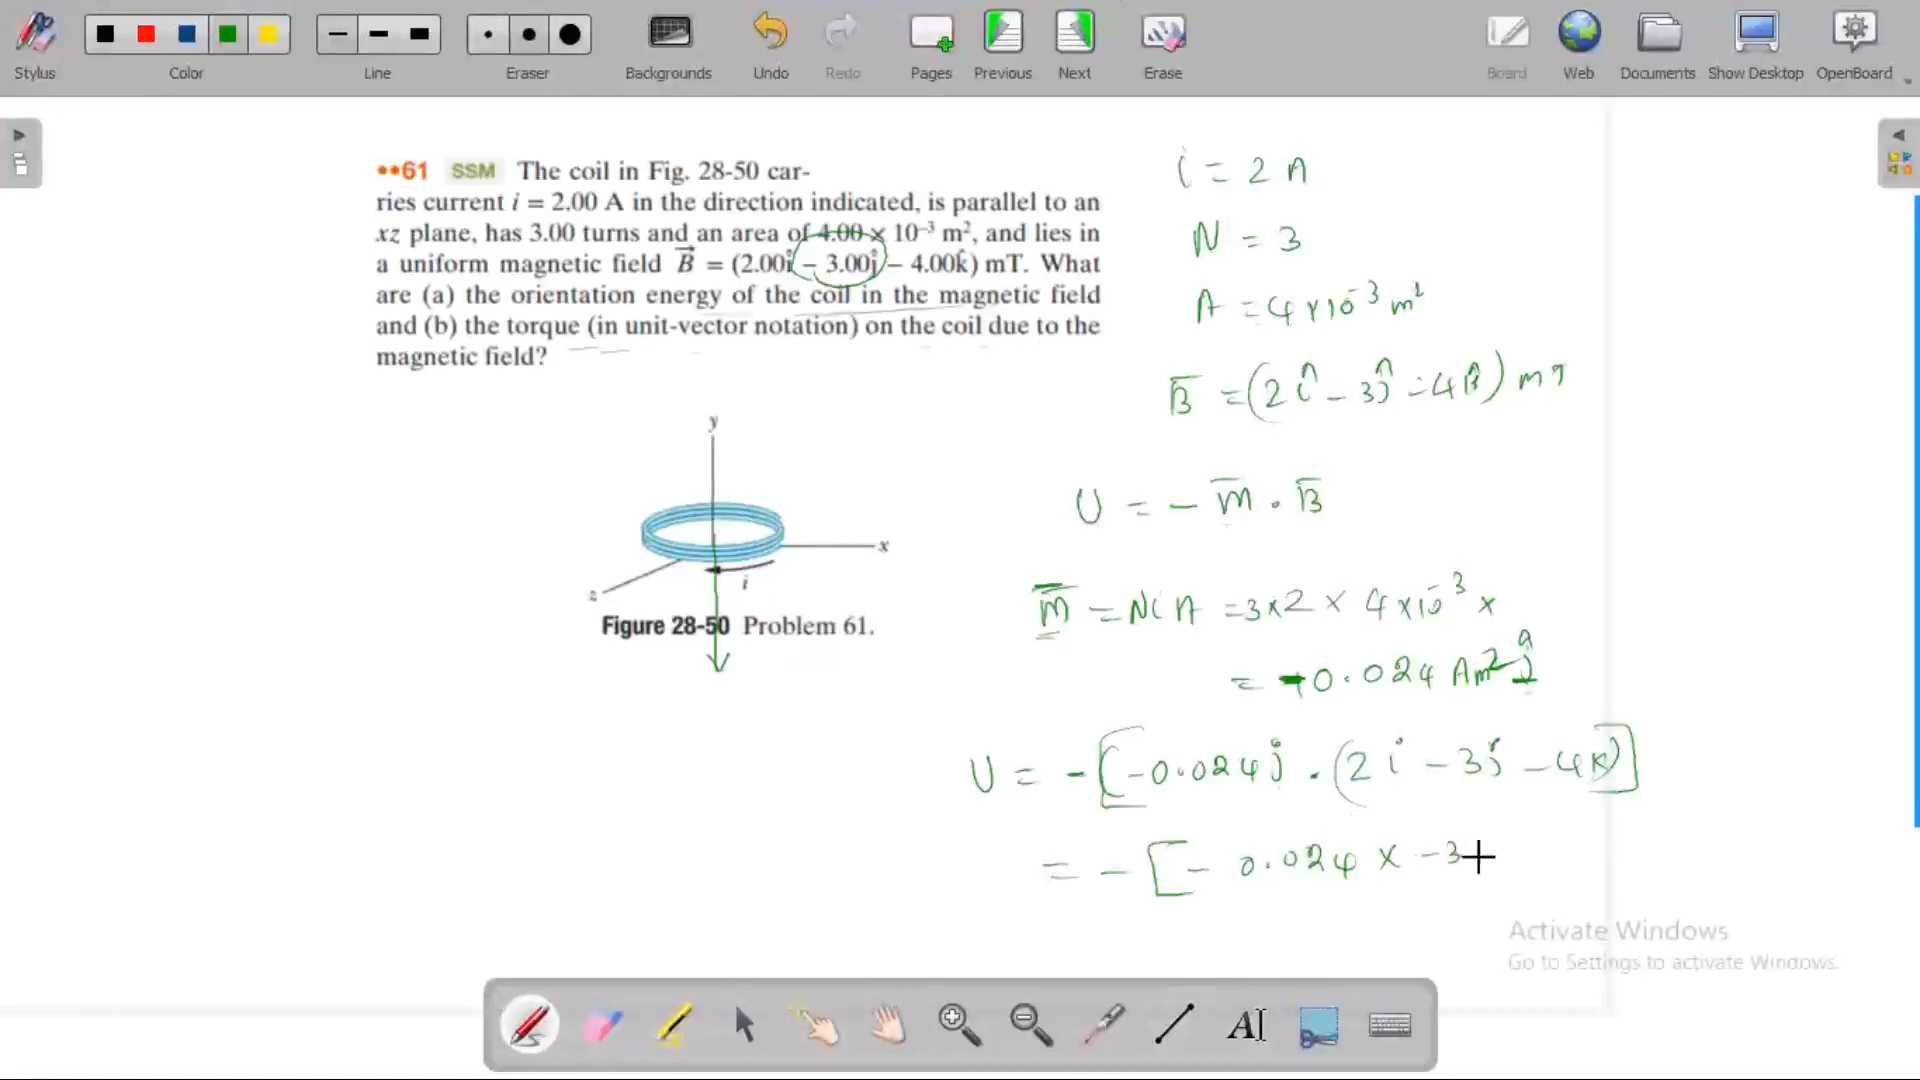 Stylus Color Line Eraser Backgrounds Undo Redo Pages Previous Next Erase Board Web Documents Show Desktop OpenBoard
••61 SSM The coil in Fig. 28-50 car-
ries current i = 2.00 A in the direction indicated, is parallel to an
xz plane, has 3.00 turns and an area of 4.00 × 10⁻³ m², and lies in
a uniform magnetic field B⃗ = (2.00î − 3.00ĵ − 4.00k̂) mT. What
are (a) the orientation energy of the coil in the magnetic field
and (b) the torque (in unit-vector notation) on the coil due to the
magnetic field?
y
x
i
z
Figure 28-50 Problem 61.
i = 2 A
N = 3
A = 4×10⁻³ m²
B̅ = (2î − 3ĵ − 4k̂) mT
U = − m̅ . B̅
m̅ = NiA = 3×2 × 4×10⁻³ ×
= −0.024 Am² ĵ
U = −[(−0.024j . (2i − 3j − 4k)]
= −[− 0.024 × −3
Activate Windows
Go to Settings to activate Windows.